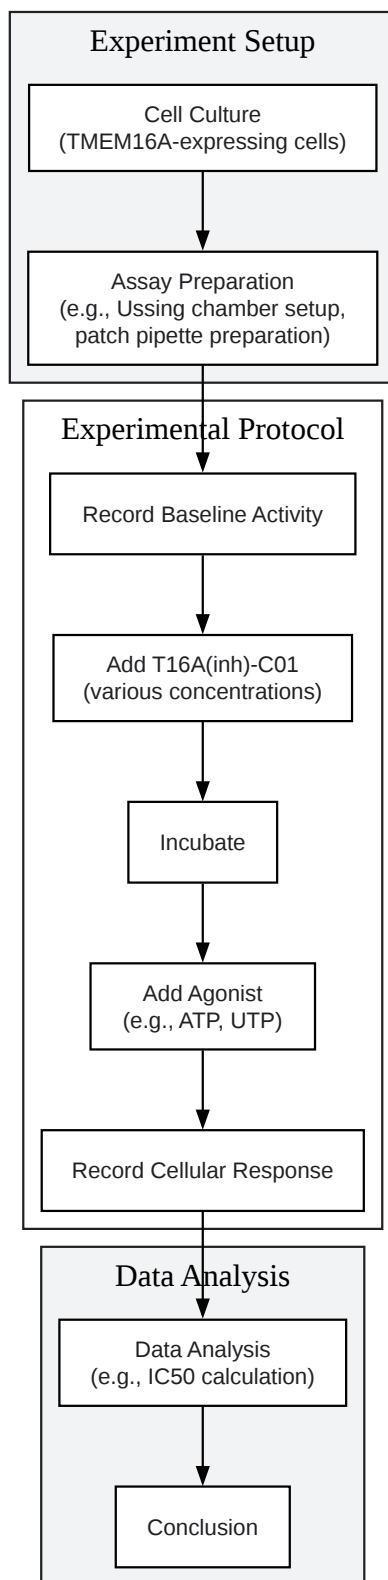 Experiment Setup
Cell Culture
(TMEM16A-expressing cells)
Assay Preparation
(e.g., Ussing chamber setup,
patch pipette preparation)
Experimental Protocol
Record Baseline Activity
Add T16A(inh)-C01
(various concentrations)
Incubate
Add Agonist
(e.g., ATP, UTP)
Record Cellular Response
Data Analysis
Data Analysis
(e.g., IC50 calculation)
Conclusion